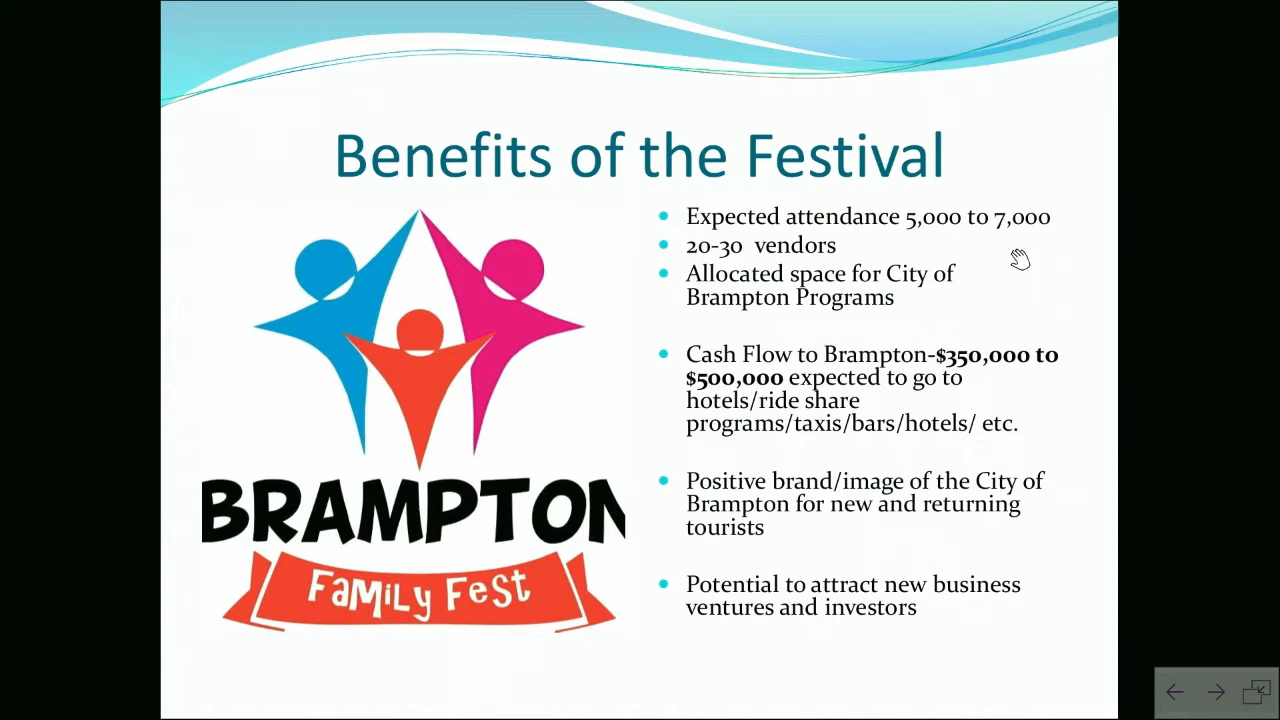 Benefits of the Festival
BRAMPTON
FaMiLy FeSt
Expected attendance 5,000 to 7,000
20-30 vendors
Allocated space for City of
Brampton Programs
Cash Flow to Brampton-$350,000 to
$500,000 expected to go to
hotels/ride share
programs/taxis/bars/hotels/ etc.
Positive brand/image of the City of
Brampton for new and returning
tourists
Potential to attract new business
ventures and investors